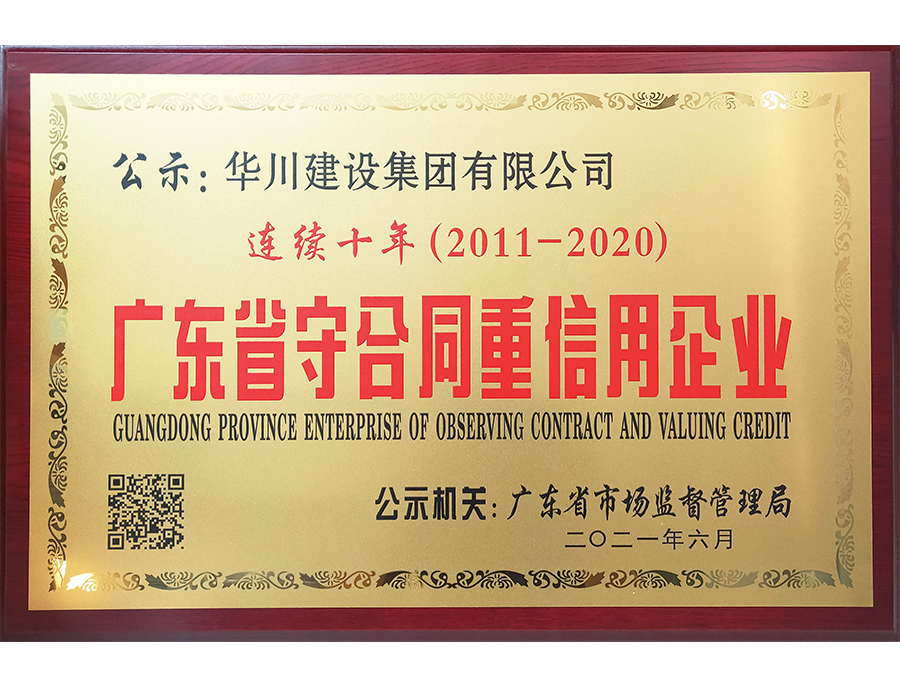 公示:华川建设集团有限公司
连续十年(2011-2020)
广东省守合同重信用企业
GUANGDONG PROVINCE ENTERPRISE OF OBSERVING CONTRACT AND VALUING CREDIT
公示机关:广东省市场监督管理局
二〇二一年六月